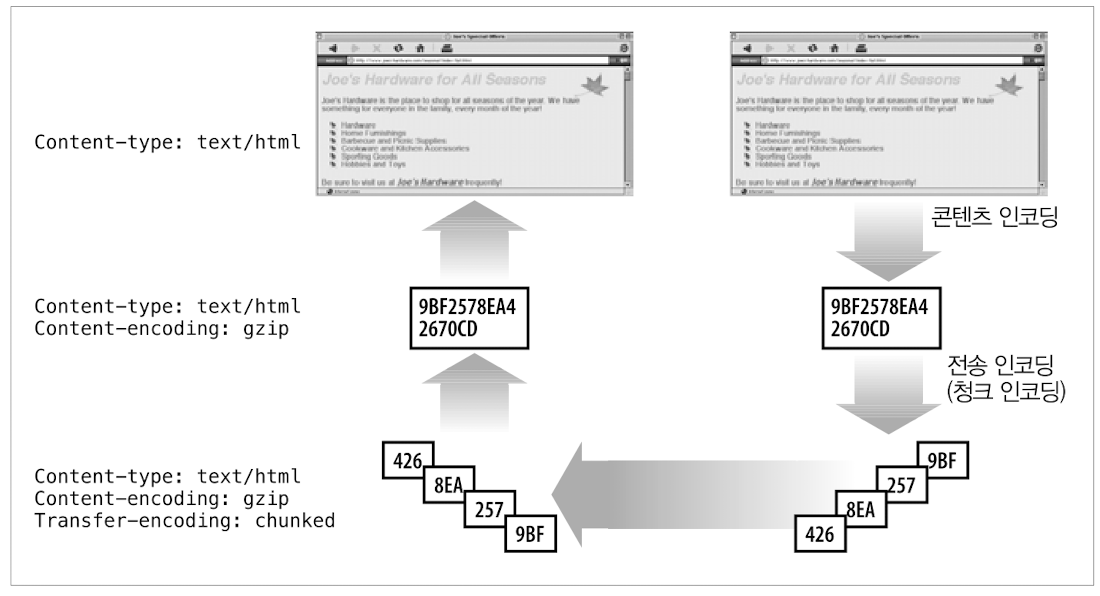 Joe's Special Offers
Joe's Hardware for All Seasons
Joe's Hardware is the place to shop for all seasons of the year. We have
something for everyone in the family, every month of the year!
Hardware
Home Furnishings
Barbecue and Picnic Supplies
Cookware and Kitchen Accessories
Sporting Goods
Hobbies and Toys
Be sure to visit us at Joe's Hardware frequently!
Joe's Special Offers
Joe's Hardware for All Seasons
Joe's Hardware is the place to shop for all seasons of the year. We have
something for everyone in the family, every month of the year!
Hardware
Home Furnishings
Barbecue and Picnic Supplies
Cookware and Kitchen Accessories
Sporting Goods
Hobbies and Toys
Be sure to visit us at Joe's Hardware frequently!
Content-type: text/html
콘텐츠 인코딩
Content-type: text/html
Content-encoding: gzip
9BF2578EA4
2670CD
9BF2578EA4
2670CD
전송 인코딩
(청크 인코딩)
Content-type: text/html
Content-encoding: gzip
Transfer-encoding: chunked
426
8EA
257
9BF
9BF
257
8EA
426